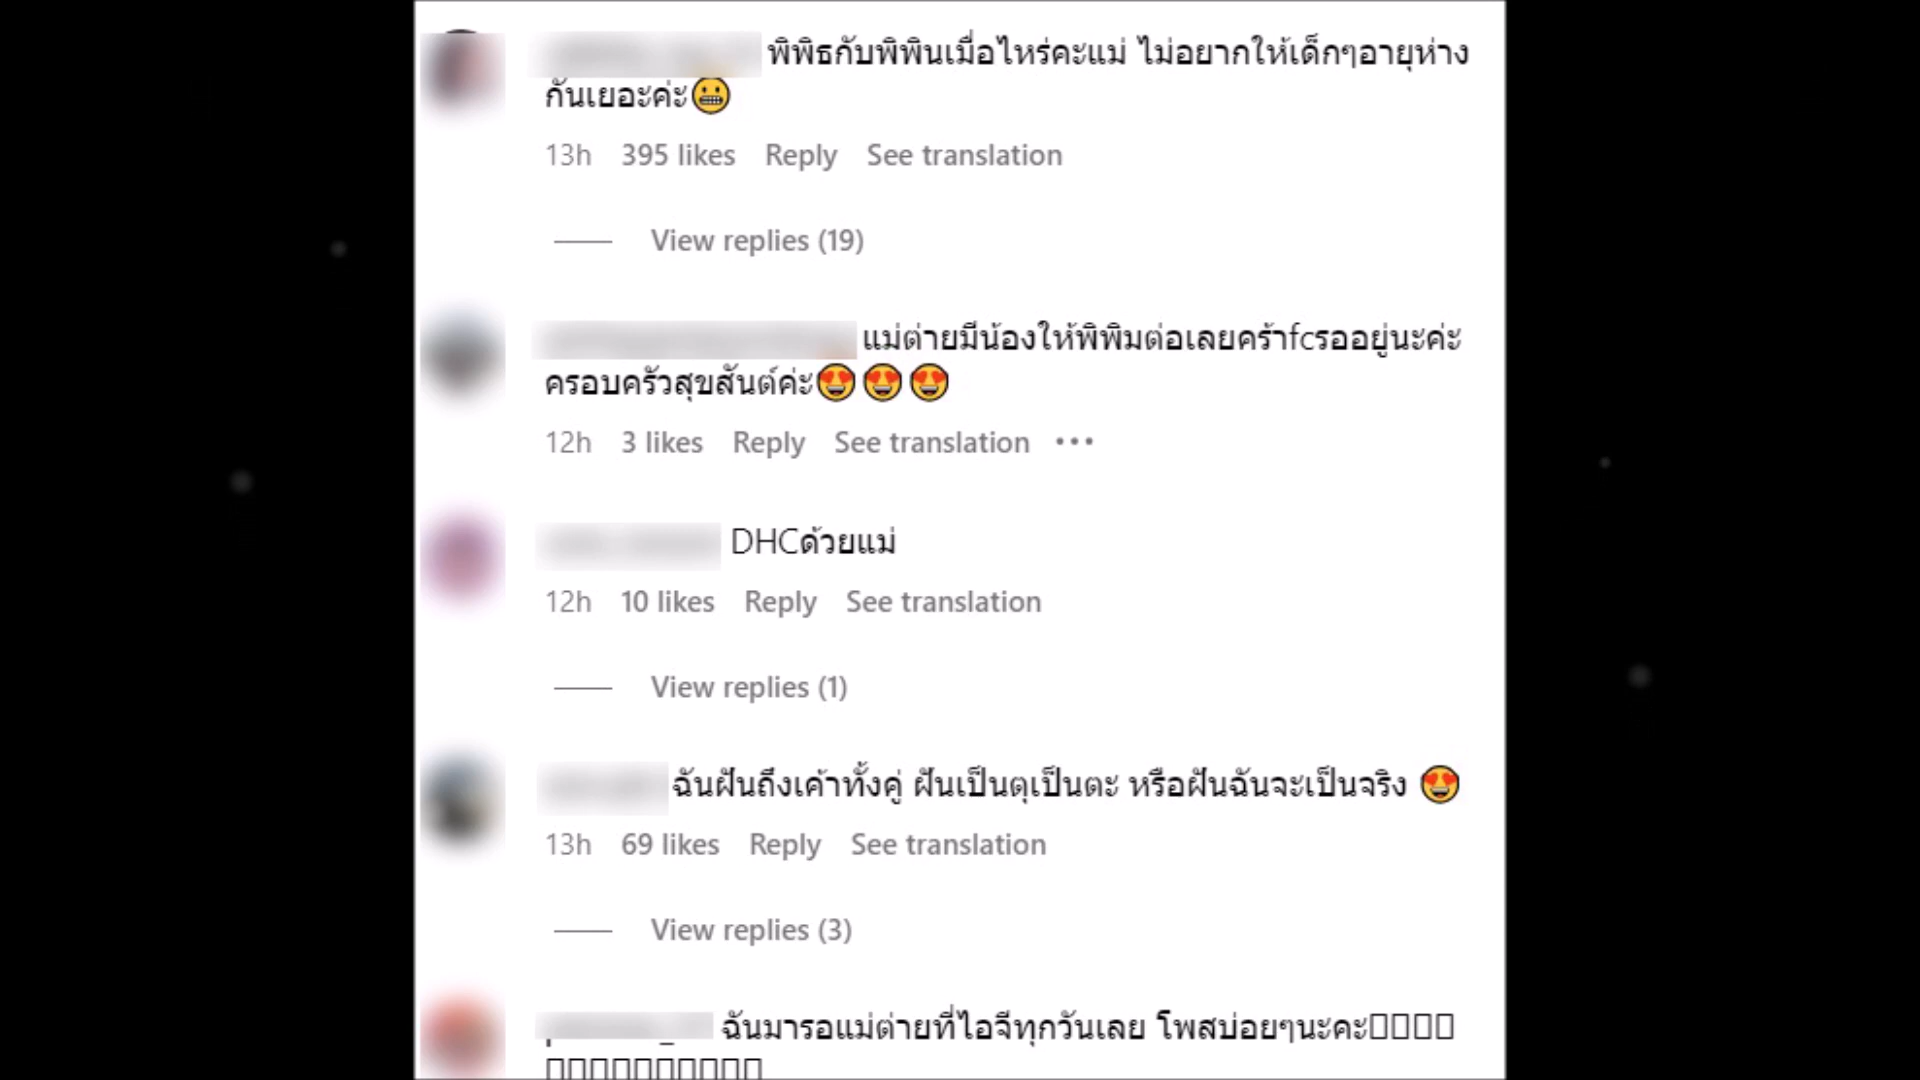 พิพิธกับพิพินเมื่อไหร่คะแม่ ไม่อยากให้เด็กๆอายุห่าง
กันเยอะค่ะ😬
13h 395 likes Reply See translation
View replies (19)
แม่ต่ายมีน้องให้พิพิมต่อเลยคร้าfcรออยู่นะค่ะ
ครอบครัวสุขสันต์ค่ะ😍😍😍
12h 3 likes Reply See translation •••
DHCด้วยแม่
12h 10 likes Reply See translation
View replies (1)
ฉันฝันถึงเค้าทั้งคู่ ฝันเป็นตุเป็นตะ หรือฝันฉันจะเป็นจริง 😍
13h 69 likes Reply See translation
View replies (3)
ฉันมารอแม่ต่ายที่ไอจีทุกวันเลย โพสบ่อยๆนะคะ